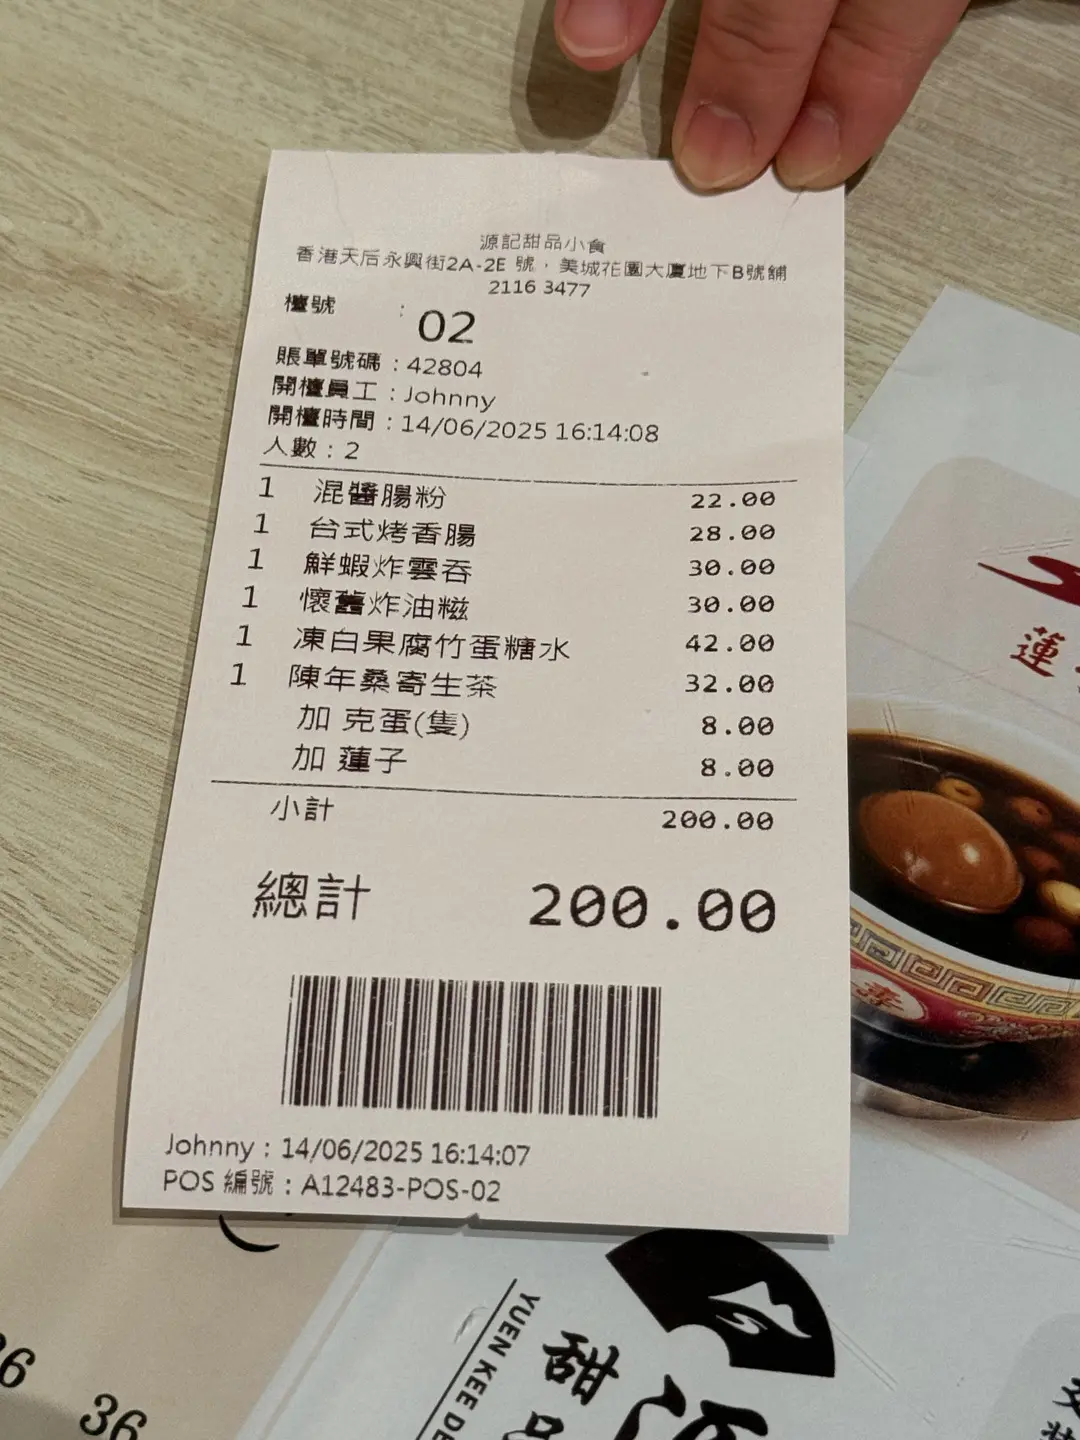 源記甜品小食
香港天后永興街2A-2E 號，美城花園大廈地下B號舖
2116 3477
檯號 : 02
賬單號碼 : 42804
開檯員工 : Johnny
開檯時間 : 14/06/2025 16:14:08
人數 : 2
1 混醬腸粉 22.00
1 台式烤香腸 28.00
1 鮮蝦炸雲吞 30.00
1 懷舊炸油糍 30.00
1 凍白果腐竹蛋糖水 42.00
1 陳年桑寄生茶 32.00
加 克蛋(隻) 8.00
加 蓮子 8.00
小計 200.00
總計 200.00
Johnny : 14/06/2025 16:14:07
POS 編號 : A12483-POS-02
蓮
壽
36
YUEN KEE DE
甜品
源